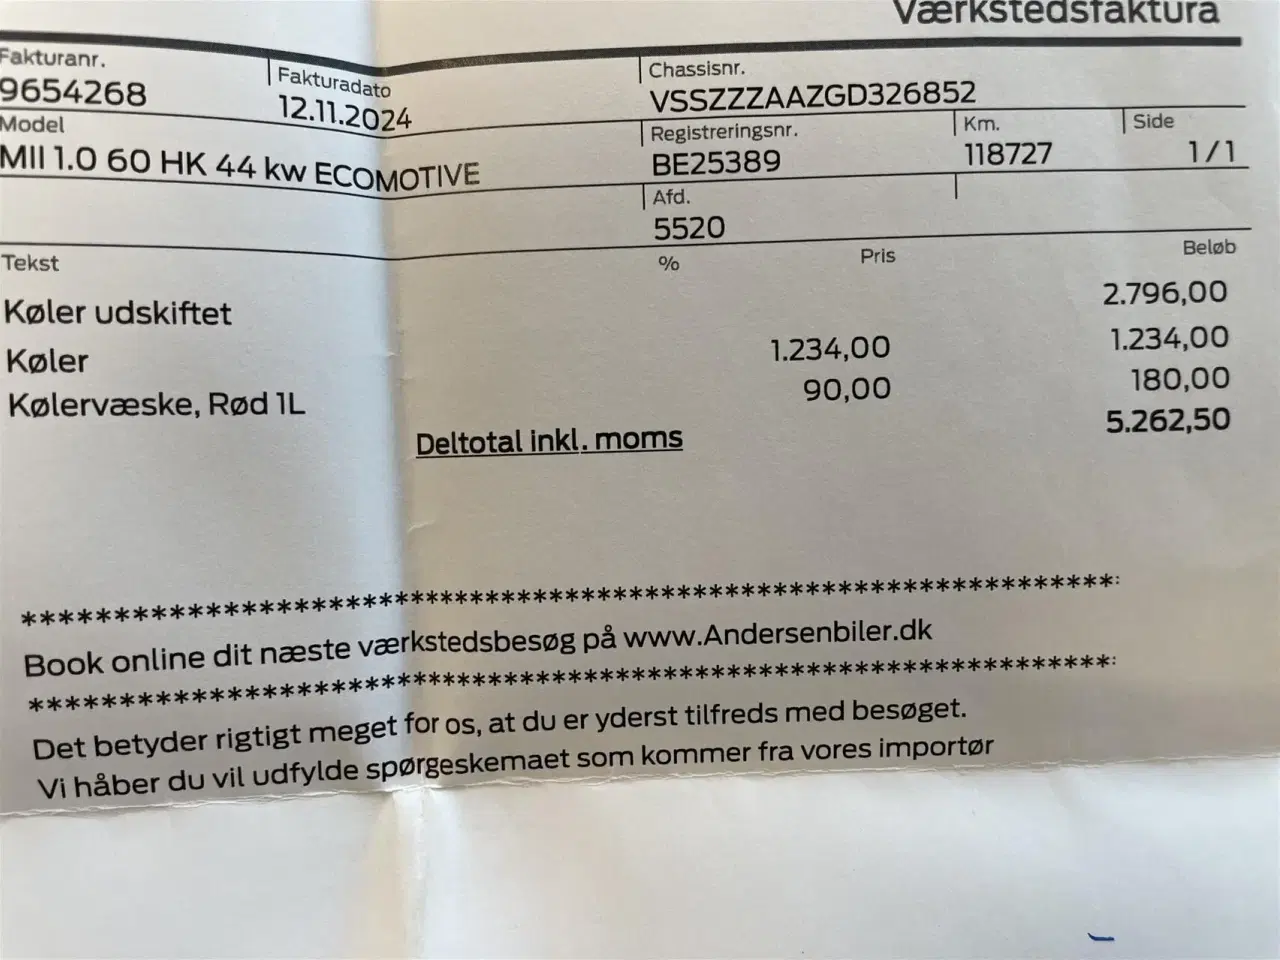 Værkstedsfaktura
Fakturanr. Fakturadato Chassisnr.
9654268 12.11.2024 VSSZZZAAZGD326852
Model Registreringsnr. Km. Side
MII 1.0 60 HK 44 kw ECOMOTIVE BE25389 118727 1/1
Afd.
5520
Tekst % Pris Beløb
Køler udskiftet 2.796,00
Køler 1.234,00 1.234,00
Kølervæske, Rød 1L 90,00 180,00
Deltotal inkl. moms 5.262,50
Book online dit næste værkstedsbesøg på www.Andersenbiler.dk
Det betyder rigtigt meget for os, at du er yderst tilfreds med besøget.
Vi håber du vil udfylde spørgeskemaet som kommer fra vores importør